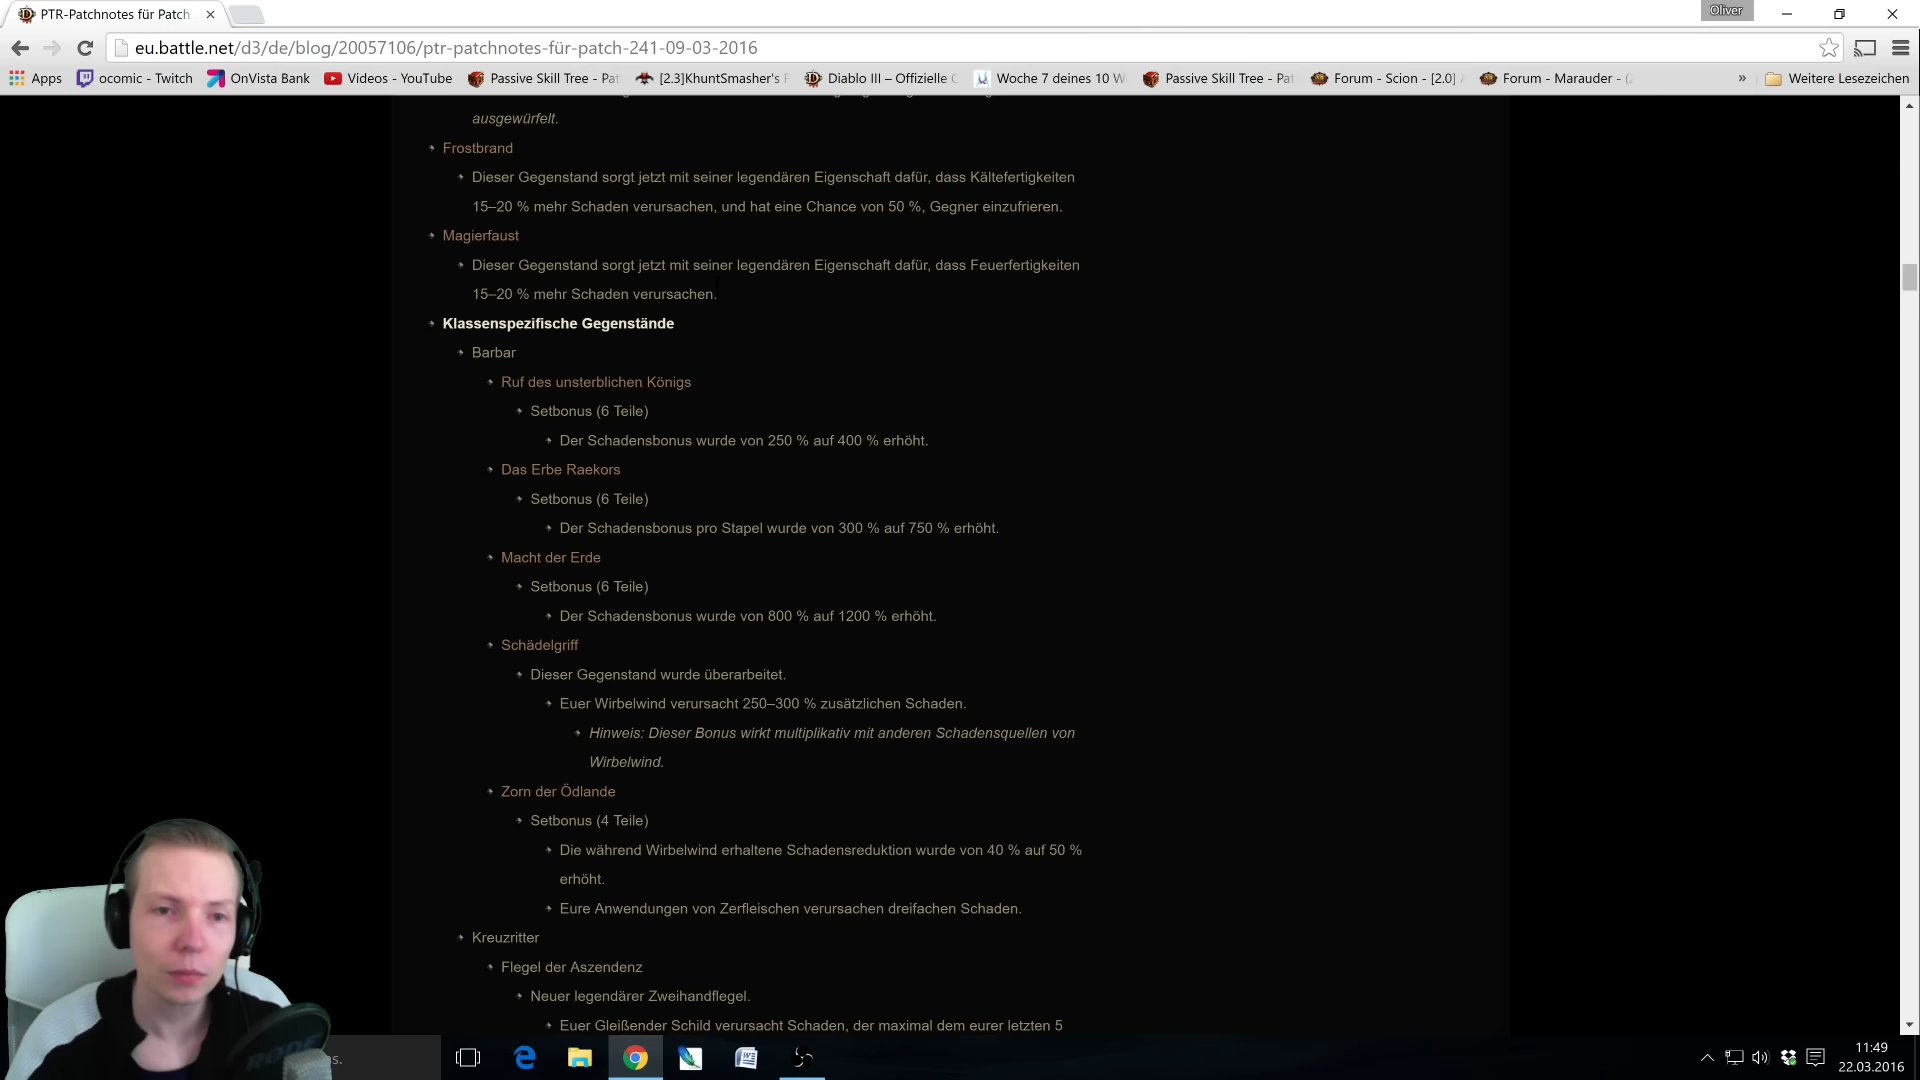 PTR-Patchnotes für Patch
Oliver
eu.battle.net/d3/de/blog/20057106/ptr-patchnotes-für-patch-241-09-03-2016
Apps ocomic - Twitch OnVista Bank Videos - YouTube Passive Skill Tree - Pat [2.3]KhuntSmasher's Diablo III – Offizielle Woche 7 deines 10 Passive Skill Tree - Pat Forum - Scion - [2.0] Forum - Marauder - » Weitere Lesezeichen
ausgewürfelt.
Frostbrand
Dieser Gegenstand sorgt jetzt mit seiner legendären Eigenschaft dafür, dass Kältefertigkeiten
15–20 % mehr Schaden verursachen, und hat eine Chance von 50 %, Gegner einzufrieren.
Magierfaust
Dieser Gegenstand sorgt jetzt mit seiner legendären Eigenschaft dafür, dass Feuerfertigkeiten
15–20 % mehr Schaden verursachen.
Klassenspezifische Gegenstände
Barbar
Ruf des unsterblichen Königs
Setbonus (6 Teile)
Der Schadensbonus wurde von 250 % auf 400 % erhöht.
Das Erbe Raekors
Setbonus (6 Teile)
Der Schadensbonus pro Stapel wurde von 300 % auf 750 % erhöht.
Macht der Erde
Setbonus (6 Teile)
Der Schadensbonus wurde von 800 % auf 1200 % erhöht.
Schädelgriff
Dieser Gegenstand wurde überarbeitet.
Euer Wirbelwind verursacht 250–300 % zusätzlichen Schaden.
Hinweis: Dieser Bonus wirkt multiplikativ mit anderen Schadensquellen von
Wirbelwind.
Zorn der Ödlande
Setbonus (4 Teile)
Die während Wirbelwind erhaltene Schadensreduktion wurde von 40 % auf 50 %
erhöht.
Eure Anwendungen von Zerfleischen verursachen dreifachen Schaden.
Kreuzritter
Flegel der Aszendenz
Neuer legendärer Zweihandflegel.
Euer Gleißender Schild verursacht Schaden, der maximal dem eurer letzten 5
RODE
11:49
22.03.2016